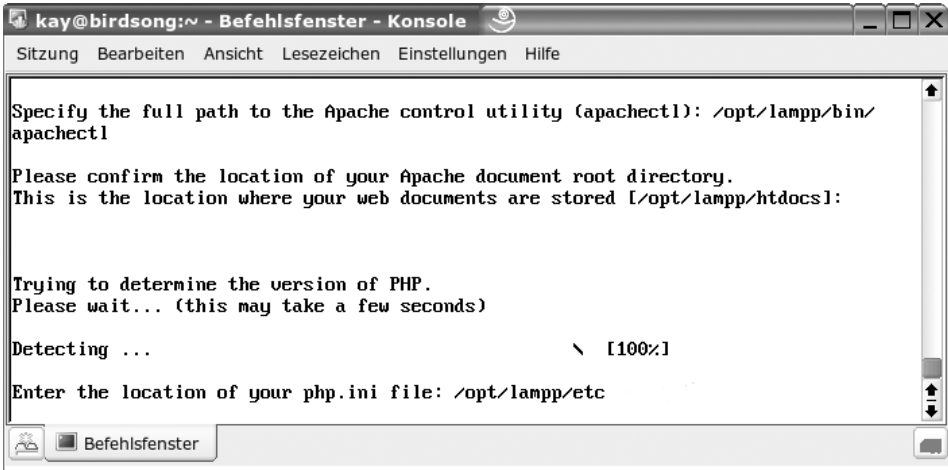 kay@birdsong:~ - Befehlsfenster - Konsole
Sitzung Bearbeiten Ansicht Lesezeichen Einstellungen Hilfe
Specify the full path to the Apache control utility (apachectl): /opt/lampp/bin/
apachectl
Please confirm the location of your Apache document root directory.
This is the location where your web documents are stored [/opt/lampp/htdocs]:
Trying to determine the version of PHP.
Please wait... (this may take a few seconds)
Detecting ... \ [100%]
Enter the location of your php.ini file: /opt/lampp/etc
Befehlsfenster